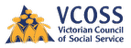 VCOSS
Victorian Council
of Social Service